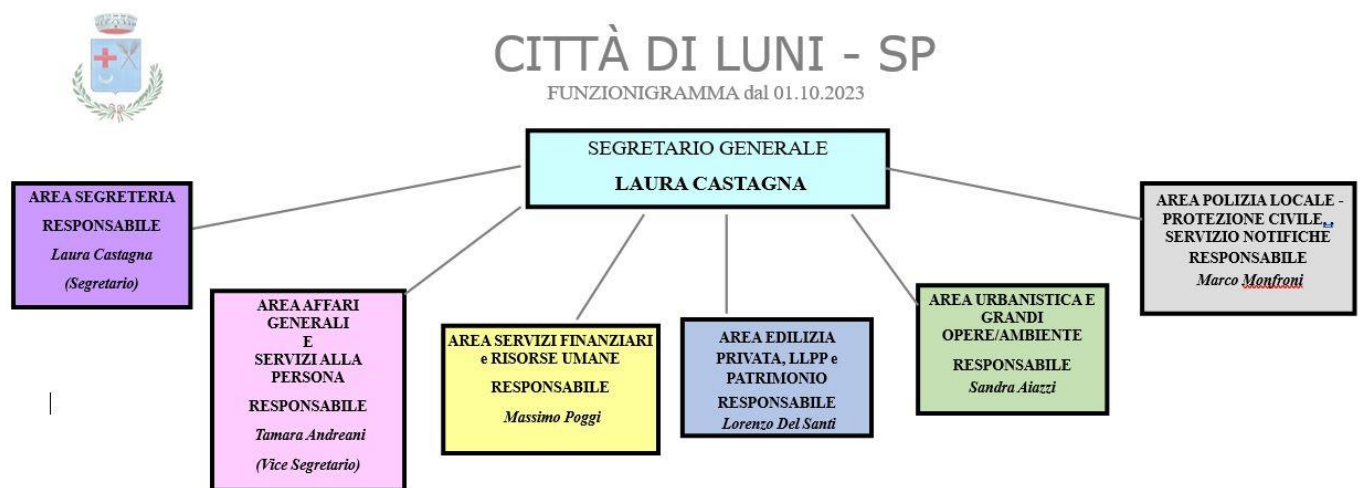 CITTÀ DI LUNI - SP
FUNZIONIGRAMMA dal 01.10.2023
SEGRETARIO GENERALE
LAURA CASTAGNA
AREA SEGRETERIA
RESPONSABILE
Laura Castagna
(Segretario)
AREA AFFARI
GENERALI
E
SERVIZI ALLA
PERSONA
RESPONSABILE
Tamara Andreani
(Vice Segretario)
AREA SERVIZI FINANZIARI
e RISORSE UMANE
RESPONSABILE
Massimo Poggi
AREA EDILIZIA
PRIVATA, LLPP e
PATRIMONIO
RESPONSABILE
Lorenzo Del Santi
AREA URBANISTICA E
GRANDI
OPERE/AMBIENTE
RESPONSABILE
Sandra Aiazzi
AREA POLIZIA LOCALE -
PROTEZIONE CIVILE, ,
SERVIZIO NOTIFICHE
RESPONSABILE
Marco Monfroni